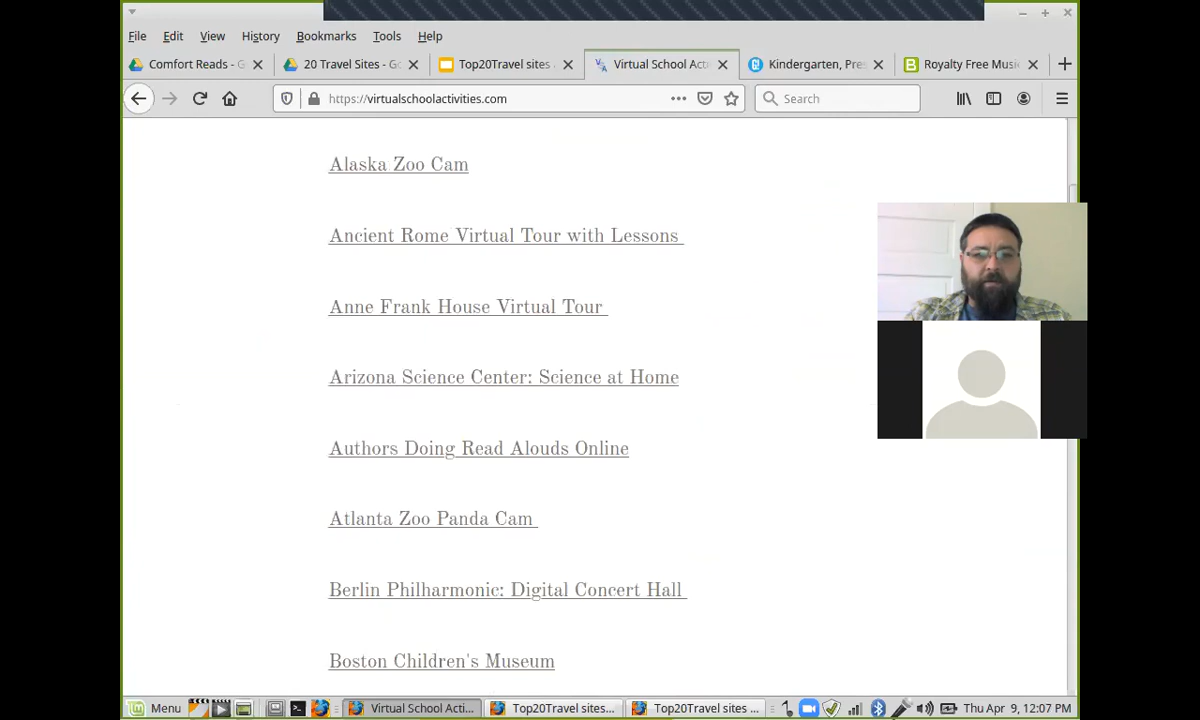 File Edit View History Bookmarks Tools Help
Comfort Reads - G
20 Travel Sites - Go
Top20Travel sites
Virtual School Acti
Kindergarten, Pres
Royalty Free Musi
https://virtualschoolactivities.com
Search
Alaska Zoo Cam
Ancient Rome Virtual Tour with Lessons
Anne Frank House Virtual Tour
Arizona Science Center: Science at Home
Authors Doing Read Alouds Online
Atlanta Zoo Panda Cam
Berlin Philharmonic: Digital Concert Hall
Boston Children's Museum
Menu
Virtual School Acti...
Top20Travel sites...
Top20Travel sites ...
Thu Apr 9, 12:07 PM